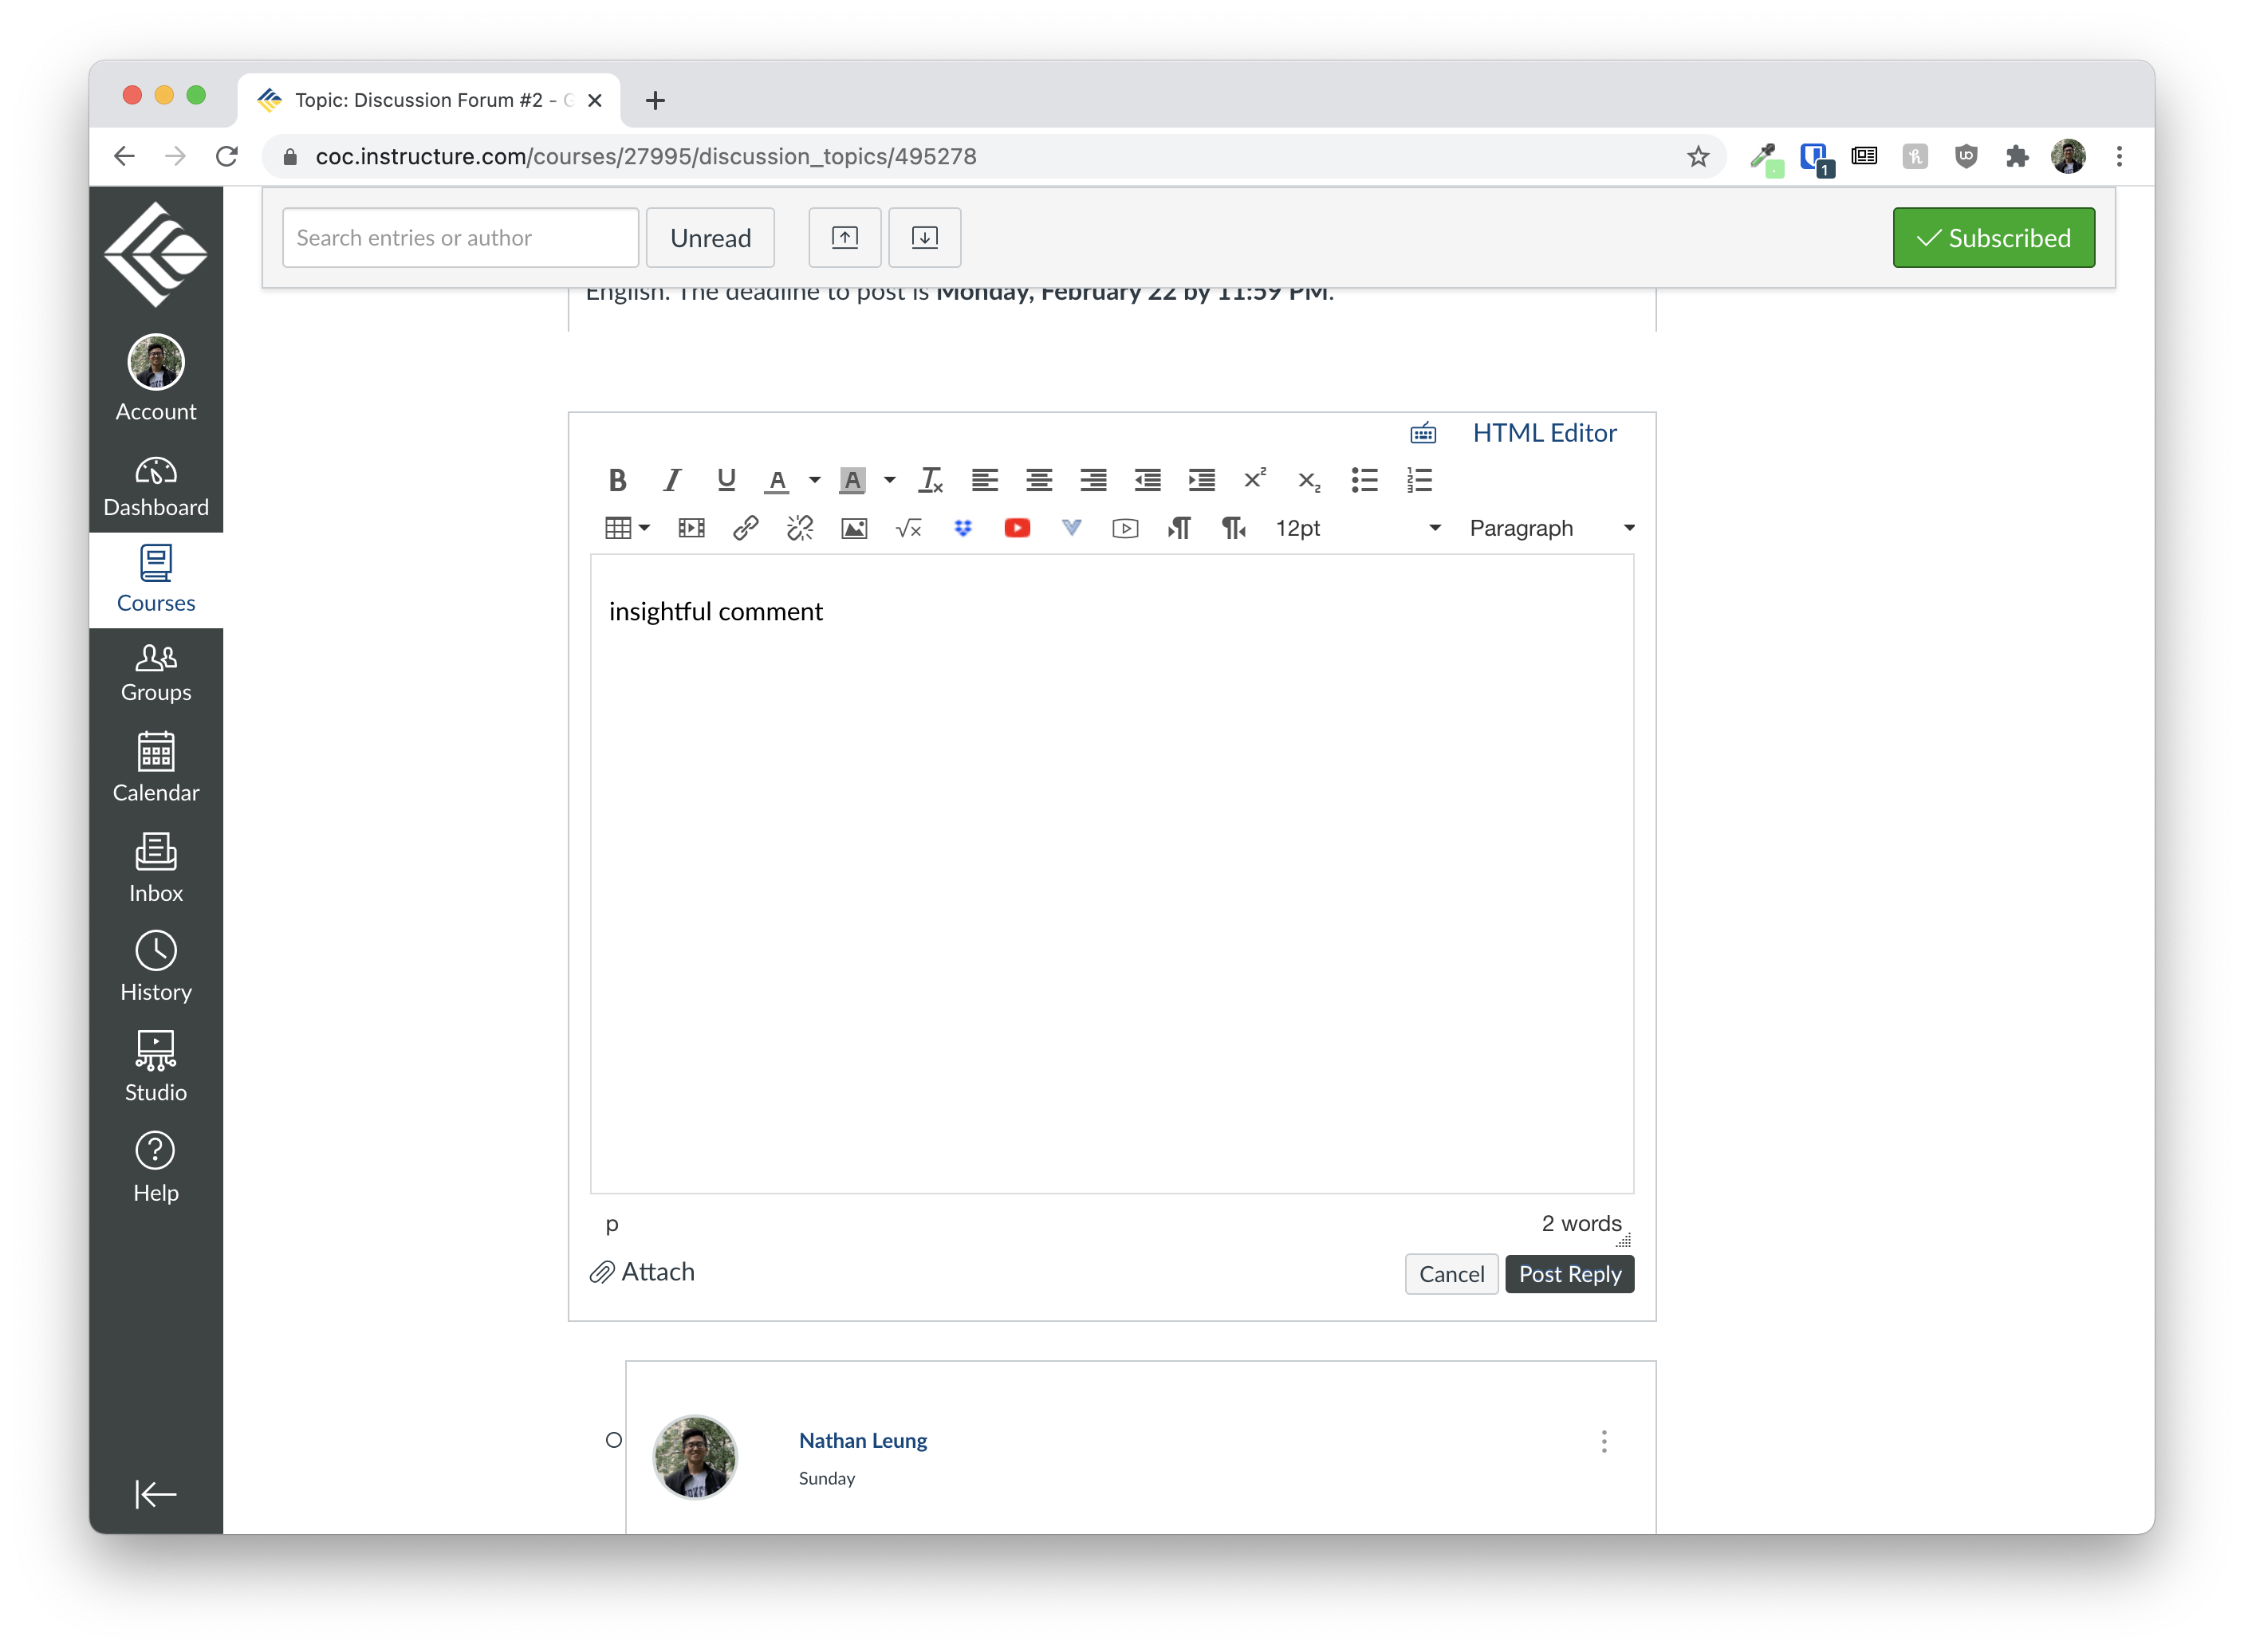 Topic: Discussion Forum #2 - G
coc.instructure.com/courses/27995/discussion_topics/495278
1
Search entries or author
Unread
Subscribed
English. The deadline to post is Monday, February 22 by 11:59 PM.
Account
Dashboard
Courses
Groups
Calendar
Inbox
History
Studio
Help
HTML Editor
12pt
Paragraph
insightful comment
p
2 words
Attach
Cancel
Post Reply
Nathan Leung
Sunday